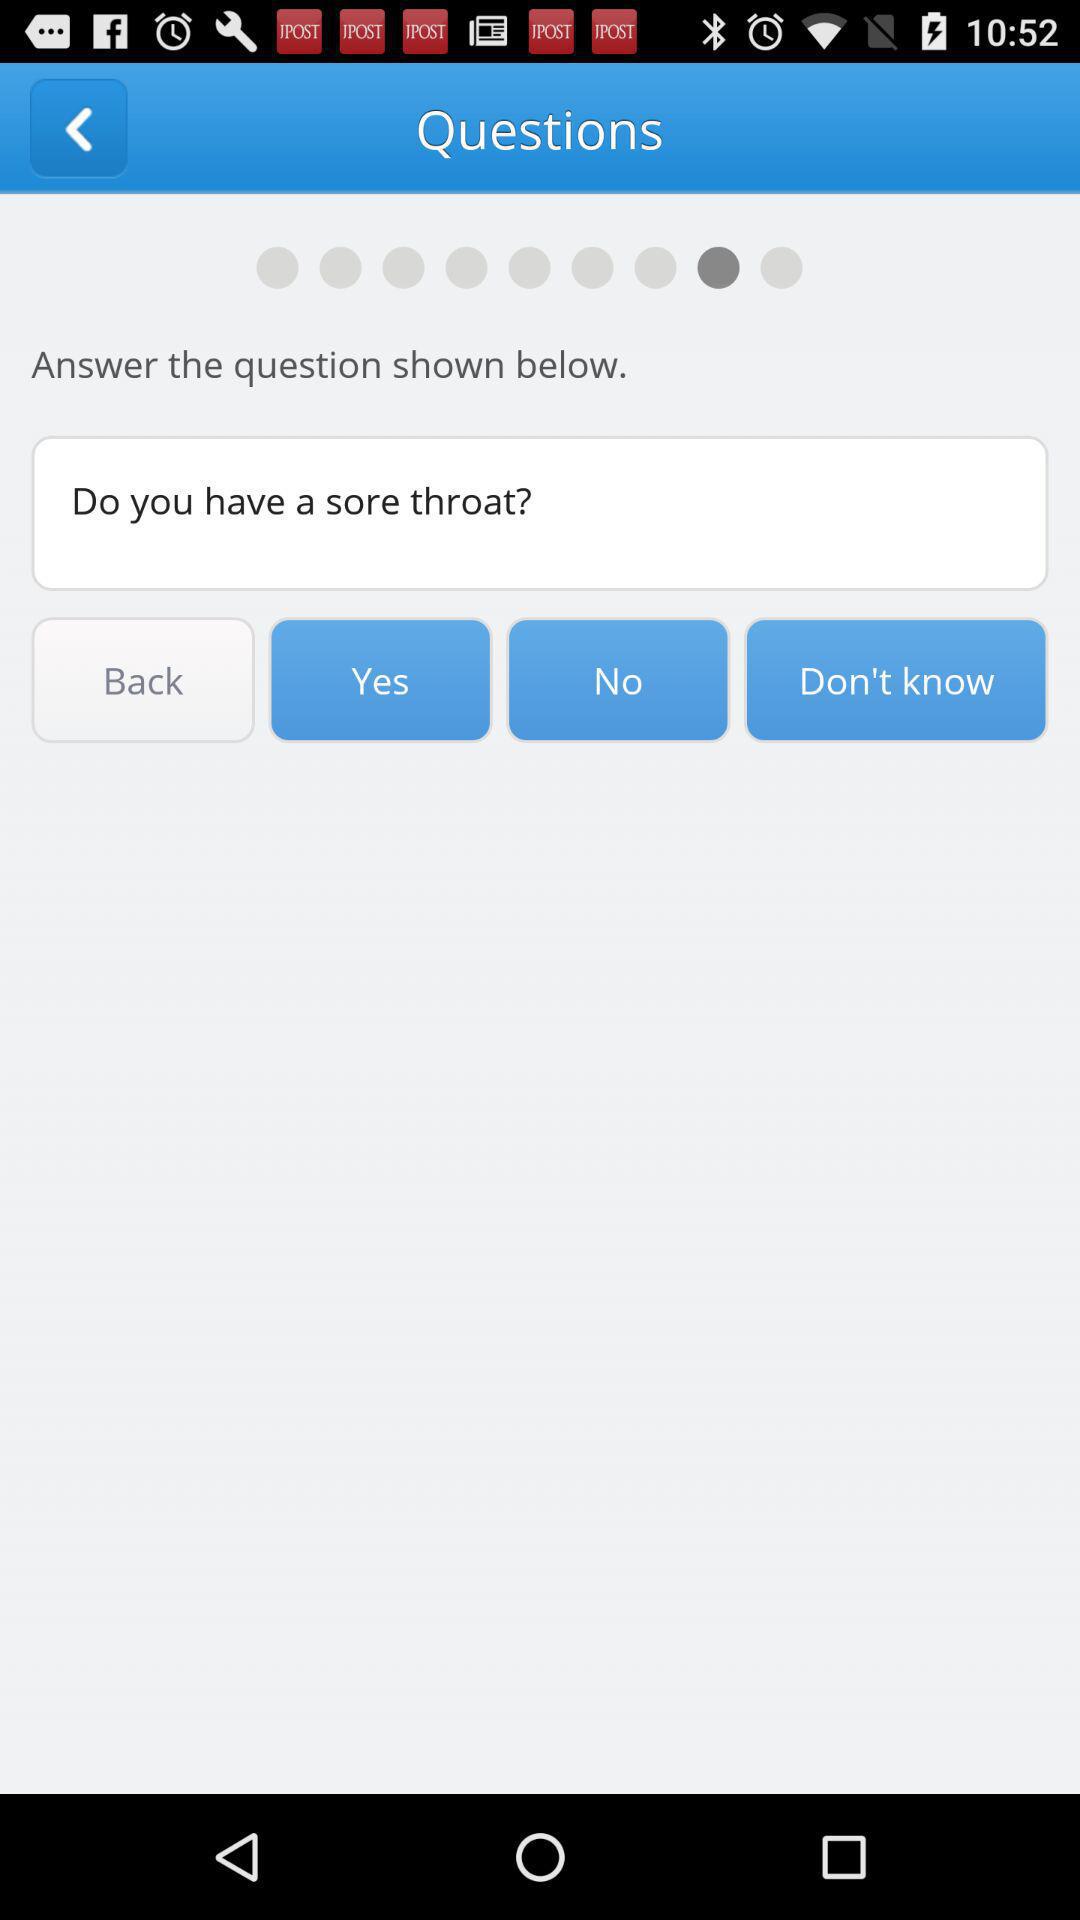 JPOST JPOST JPOST JPOST JPOST 10:52
Questions
Answer the question shown below.
Do you have a sore throat?
Back Yes No Don't know